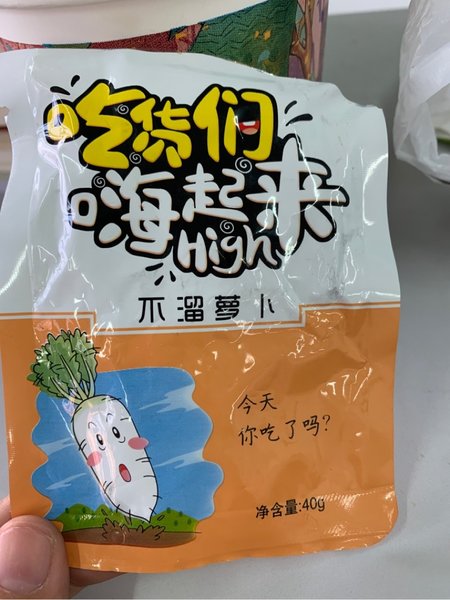 吃货们
嗨起来
High
不溜萝卜
今天
你吃了吗?
净含量:40g